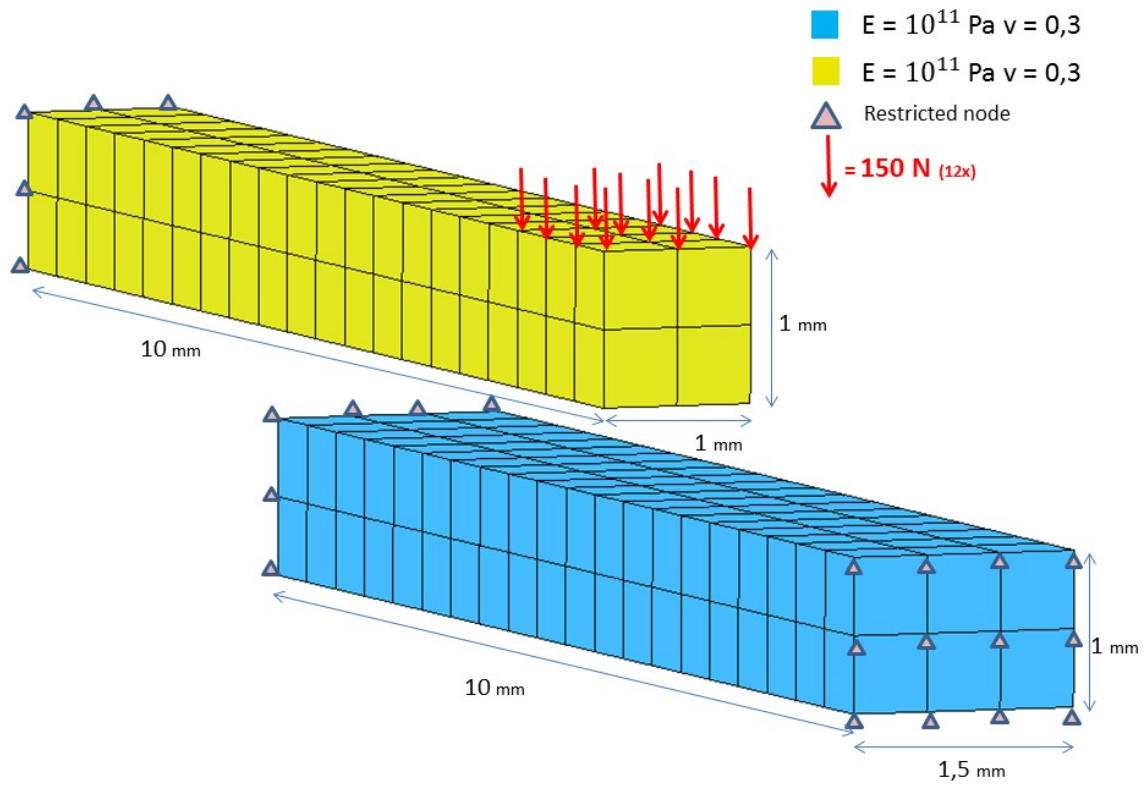 E = 10¹¹ Pa v = 0,3
E = 10¹¹ Pa v = 0,3
Restricted node
= 150 N (12x)
1 mm
10 mm
1 mm
1 mm
10 mm
1,5 mm